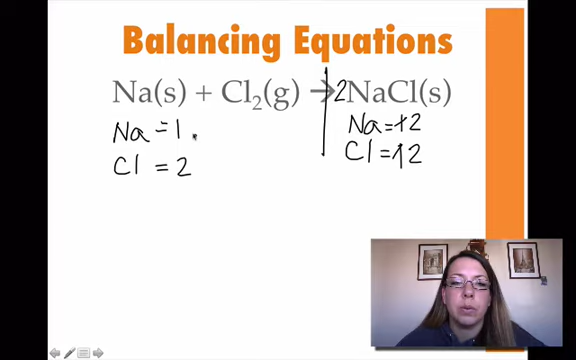 Balancing Equations
Na(s) + Cl₂(g) → 2NaCl(s)
Na = 1
Cl = 2
Na = 1 2
Cl = 1 2